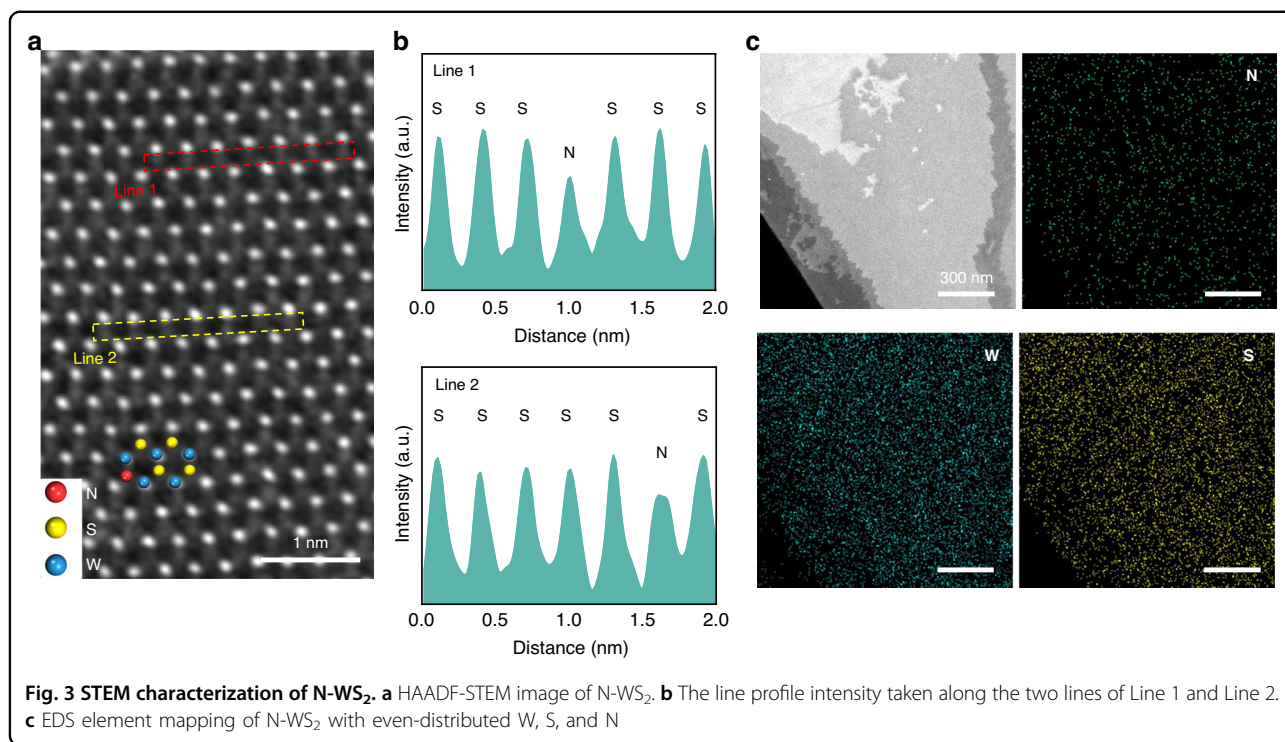 a
Line 1
Line 2
N
S
W
1 nm
b
Line 1
S S S N S S S
Intensity (a.u.)
0.0 0.5 1.0 1.5 2.0
Distance (nm)
Line 2
S S S S S N S
Intensity (a.u.)
0.0 0.5 1.0 1.5 2.0
Distance (nm)
c
300 nm
N
W
S
Fig. 3 STEM characterization of N-WS₂. a HAADF-STEM image of N-WS₂. b The line profile intensity taken along the two lines of Line 1 and Line 2.
c EDS element mapping of N-WS₂ with even-distributed W, S, and N